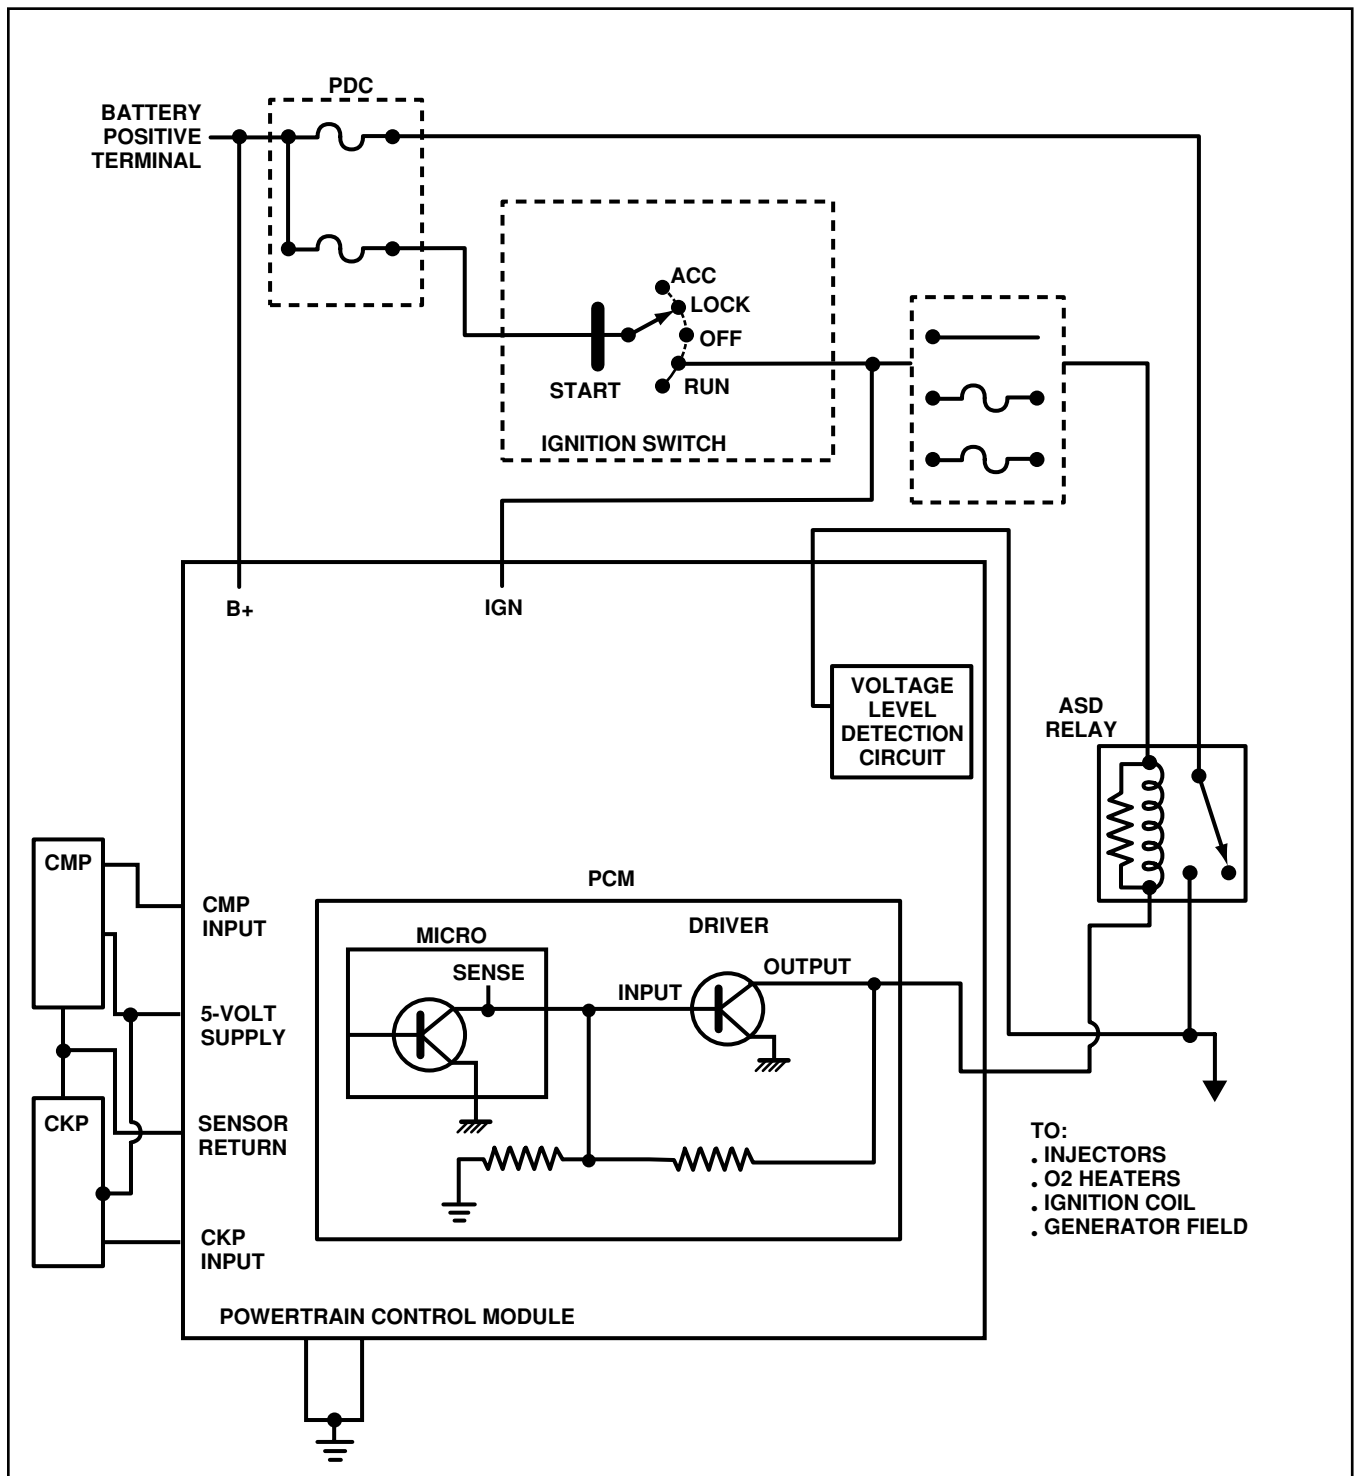 PDC
BATTERY
POSITIVE
TERMINAL
ACC
LOCK
OFF
RUN
START
IGNITION SWITCH
B+
IGN
VOLTAGE
LEVEL
DETECTION
CIRCUIT
ASD
RELAY
CMP
CMP
INPUT
5-VOLT
SUPPLY
CKP
SENSOR
RETURN
CKP
INPUT
PCM
MICRO
SENSE
DRIVER
INPUT
OUTPUT
TO:
. INJECTORS
. O2 HEATERS
. IGNITION COIL
. GENERATOR FIELD
POWERTRAIN CONTROL MODULE